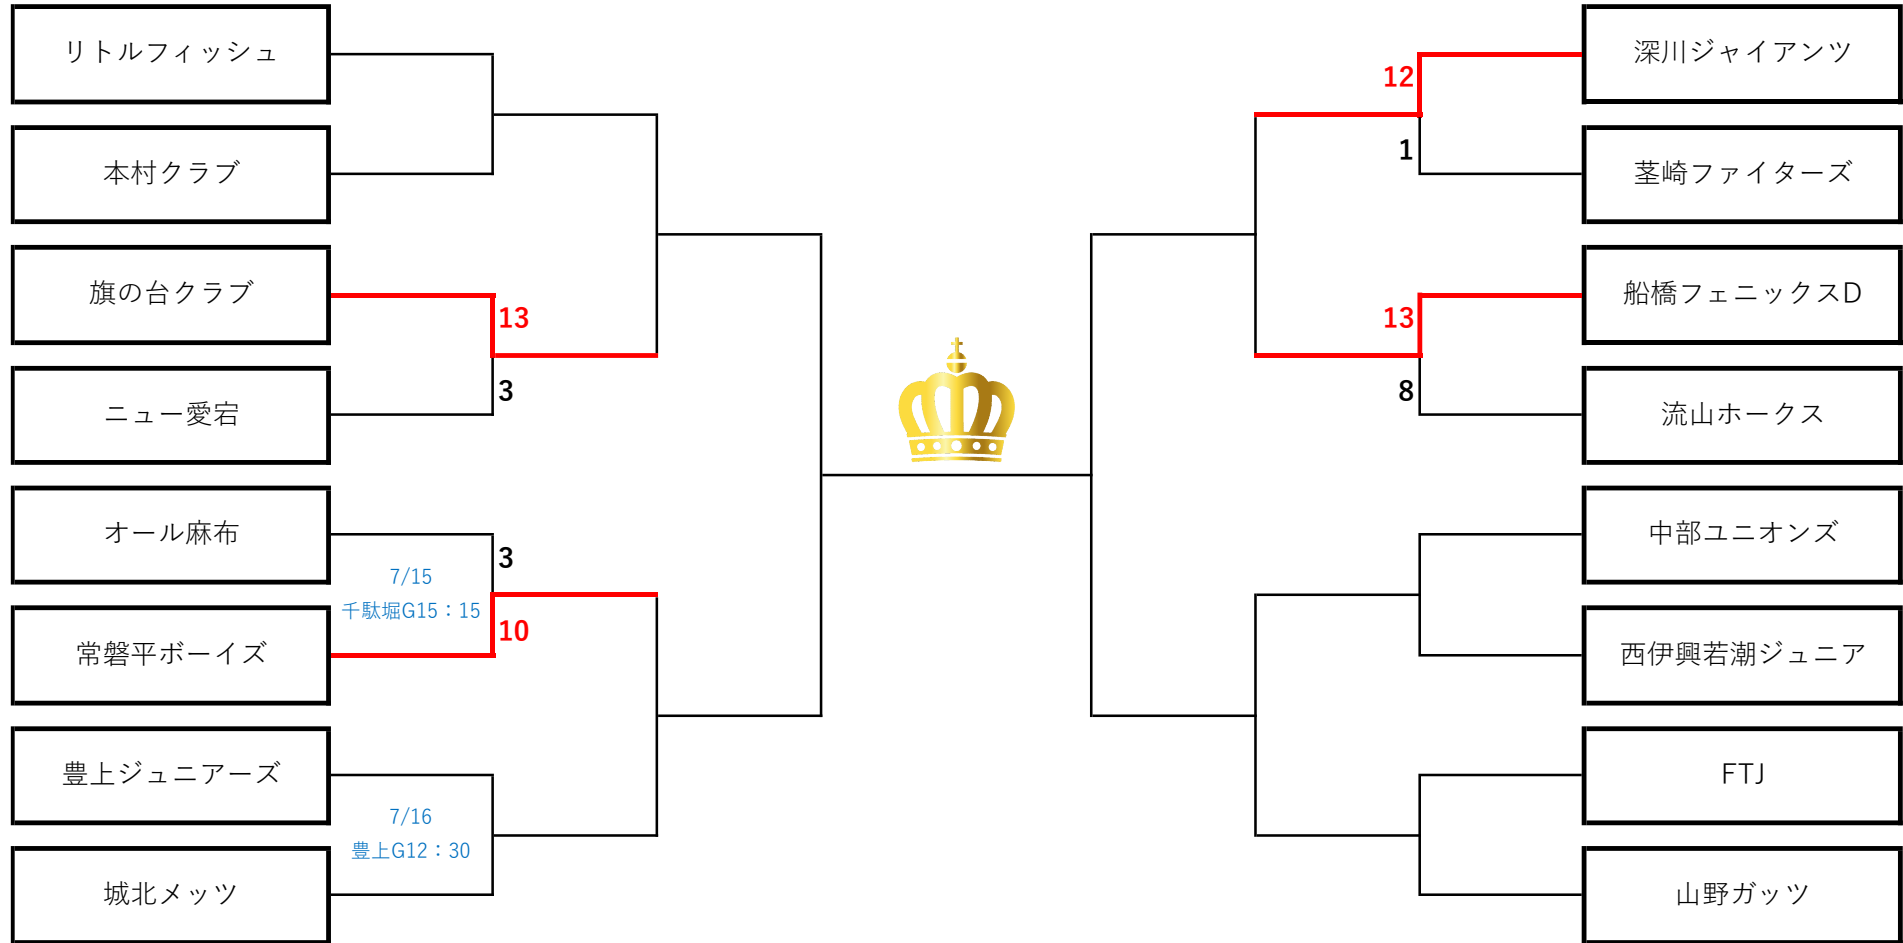 リトルフィッシュ
本村クラブ
旗の台クラブ
13
3
ニュー愛宕
オール麻布
3
7/15
千駄堀G15：15
10
常磐平ボーイズ
豊上ジュニアーズ
7/16
豊上G12：30
城北メッツ
深川ジャイアンツ
12
1
茎崎ファイターズ
船橋フェニックスD
13
8
流山ホークス
中部ユニオンズ
西伊興若潮ジュニア
FTJ
山野ガッツ